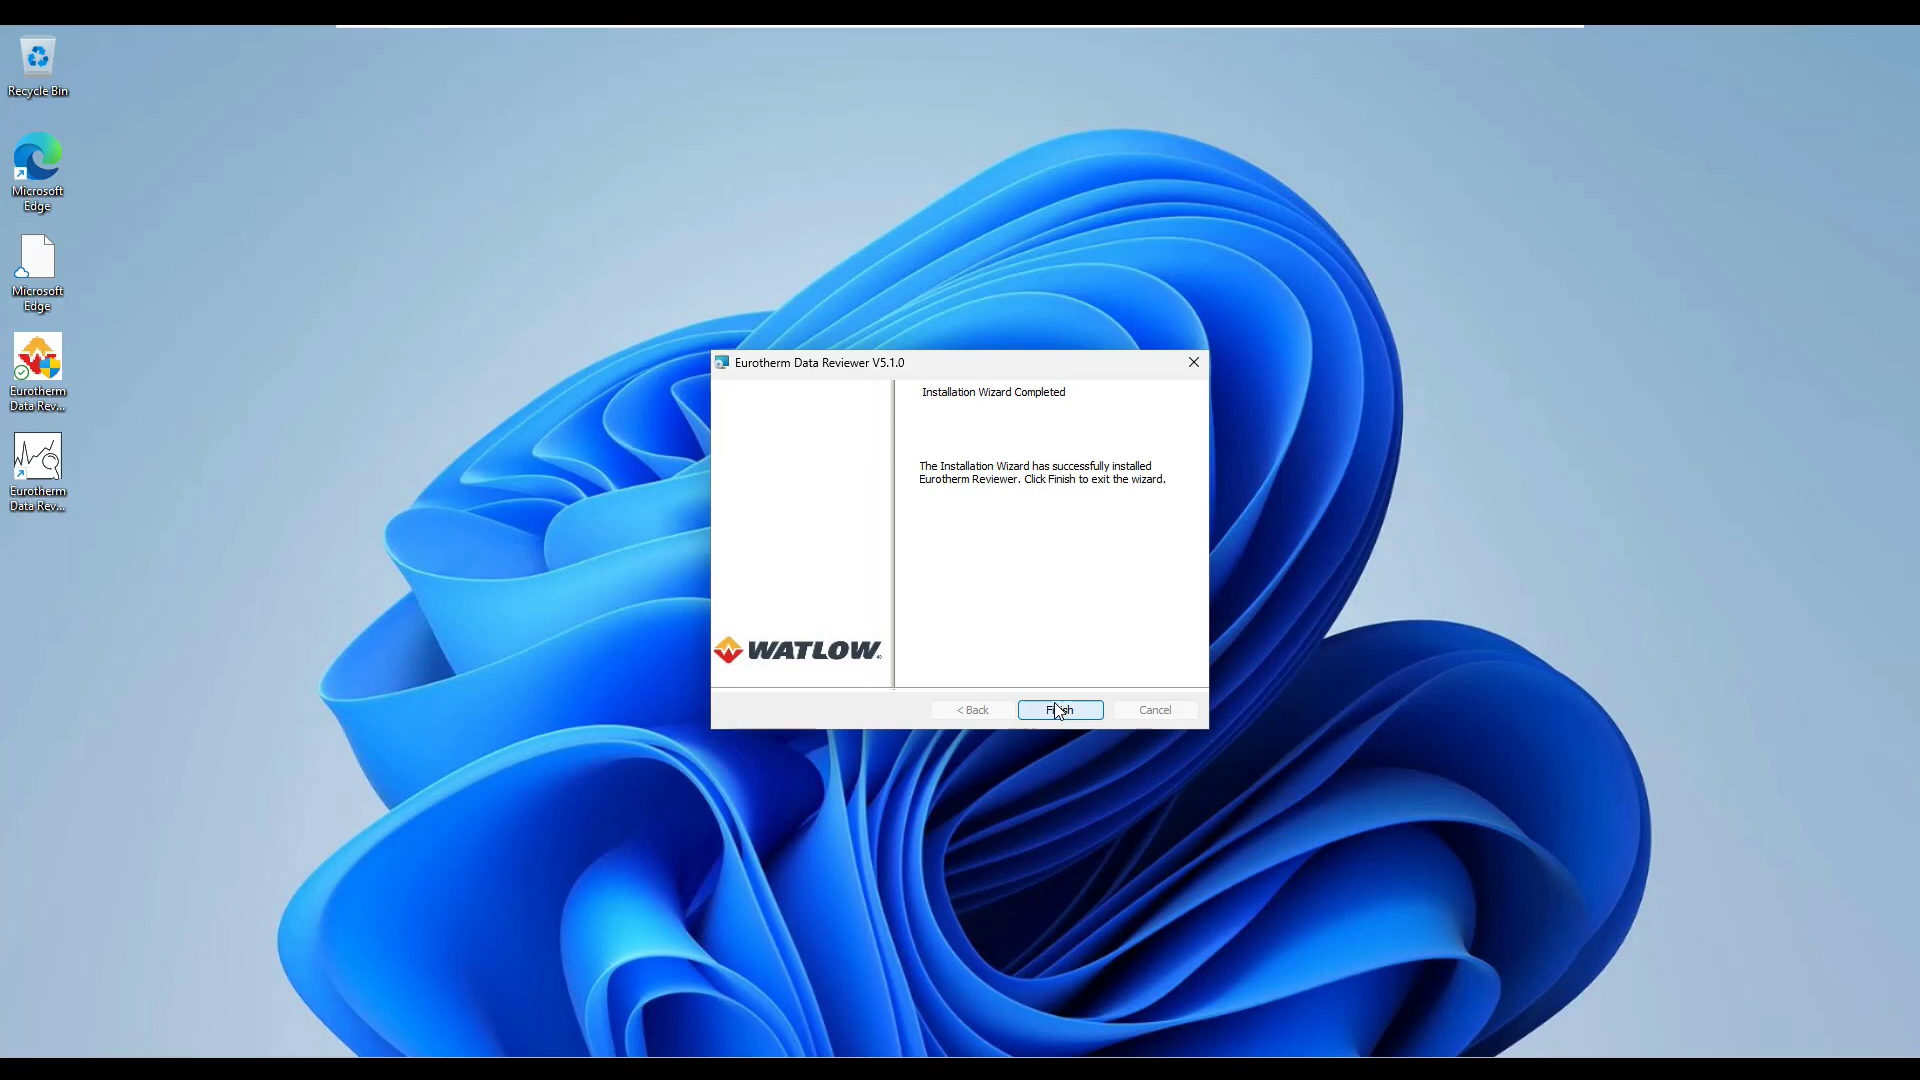 Recycle Bin
Microsoft
Edge
Microsoft
Edge
Eurotherm
Data Rev...
Eurotherm
Data Rev...
Eurotherm Data Reviewer V5.1.0
Installation Wizard Completed
The Installation Wizard has successfully installed
Eurotherm Reviewer. Click Finish to exit the wizard.
WATLOW
< Back
Finish
Cancel